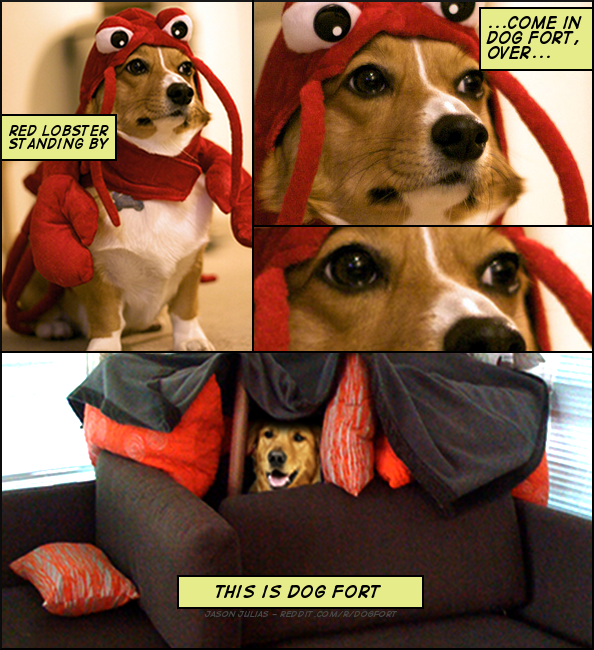 RED LOBSTER
STANDING BY
...COME IN
DOG FORT,
OVER...
THIS IS DOG FORT
JASON JULIAS - REDDIT.COM/R/DOGFORT